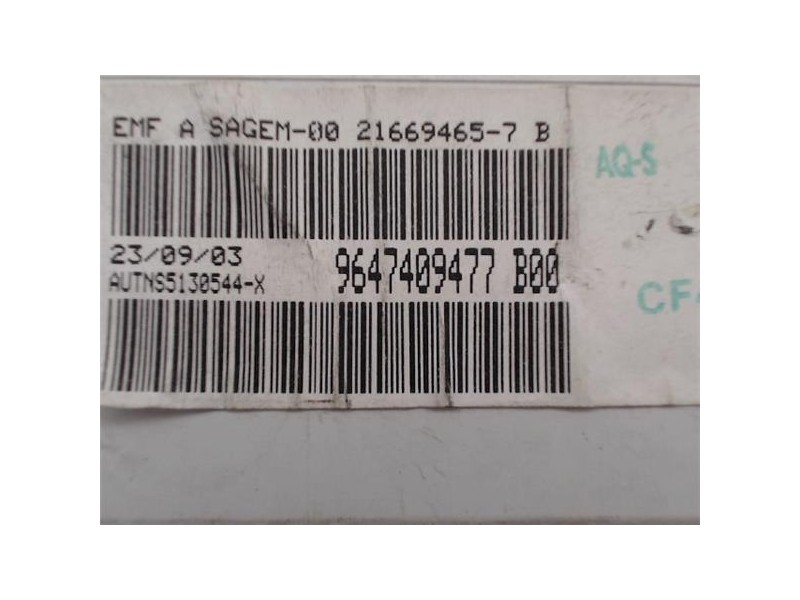 EMF A SAGEM-00 21669465-7 B
AQ-S
23/09/03
9647409477 B00
AUTNS5130544-X
CF